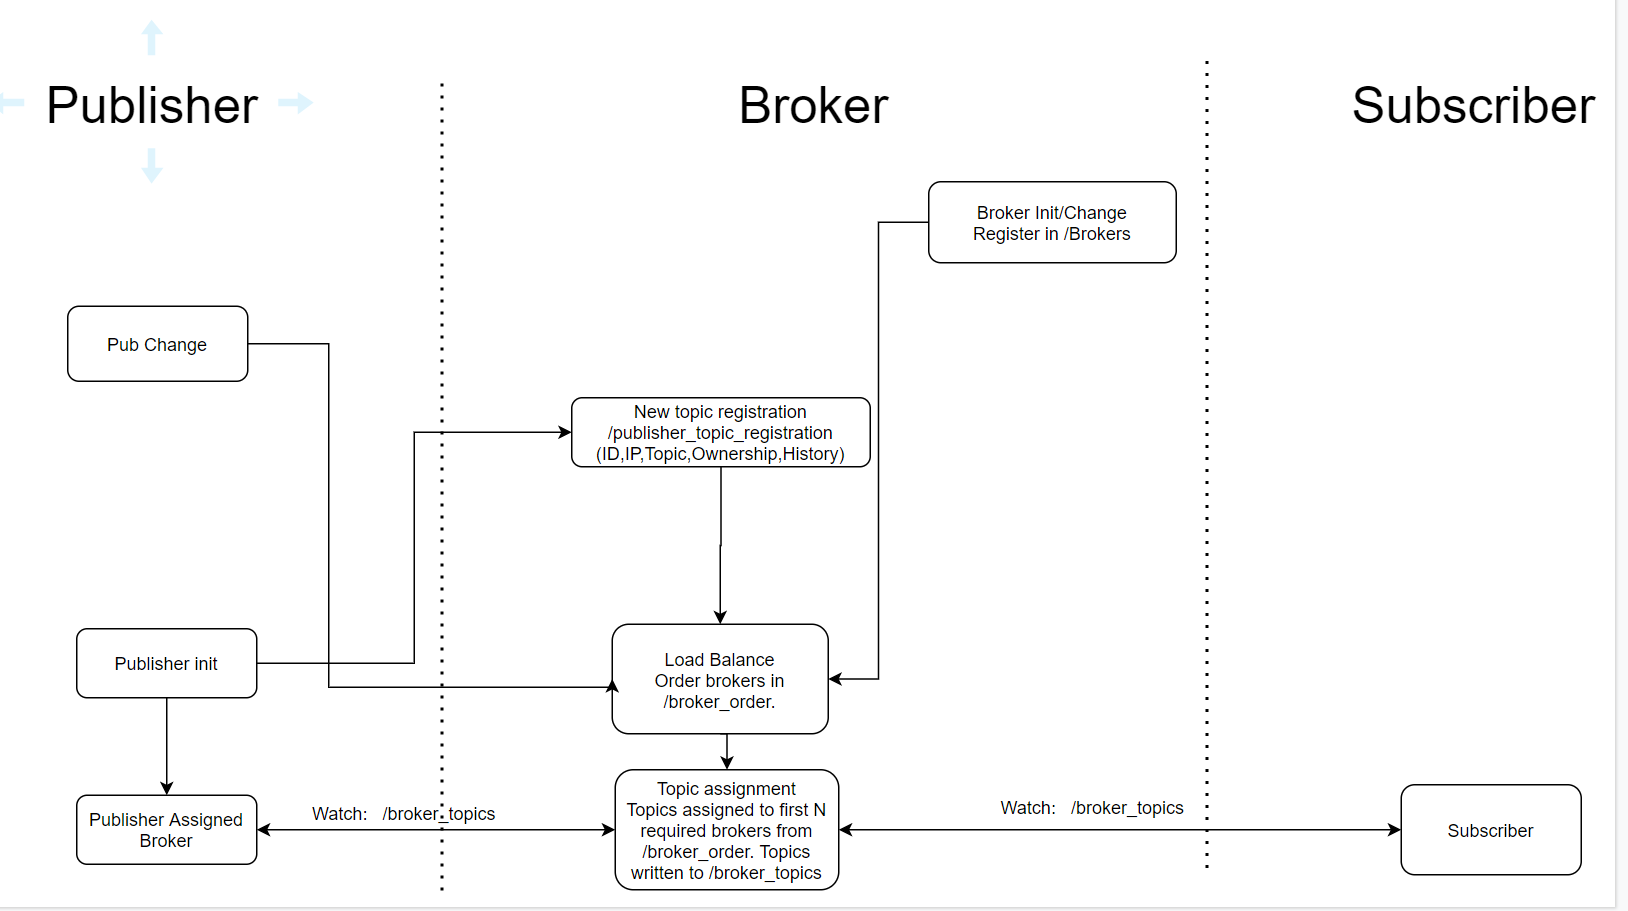 Publisher
Broker
Subscriber
Broker Init/Change
Register in /Brokers
Pub Change
New topic registration
/publisher_topic_registration
(ID,IP,Topic,Ownership,History)
Publisher init
Load Balance
Order brokers in
/broker_order.
Publisher Assigned
Broker
Watch: /broker_topics
Topic assignment
Topics assigned to first N
required brokers from
/broker_order. Topics
written to /broker_topics
Watch: /broker_topics
Subscriber